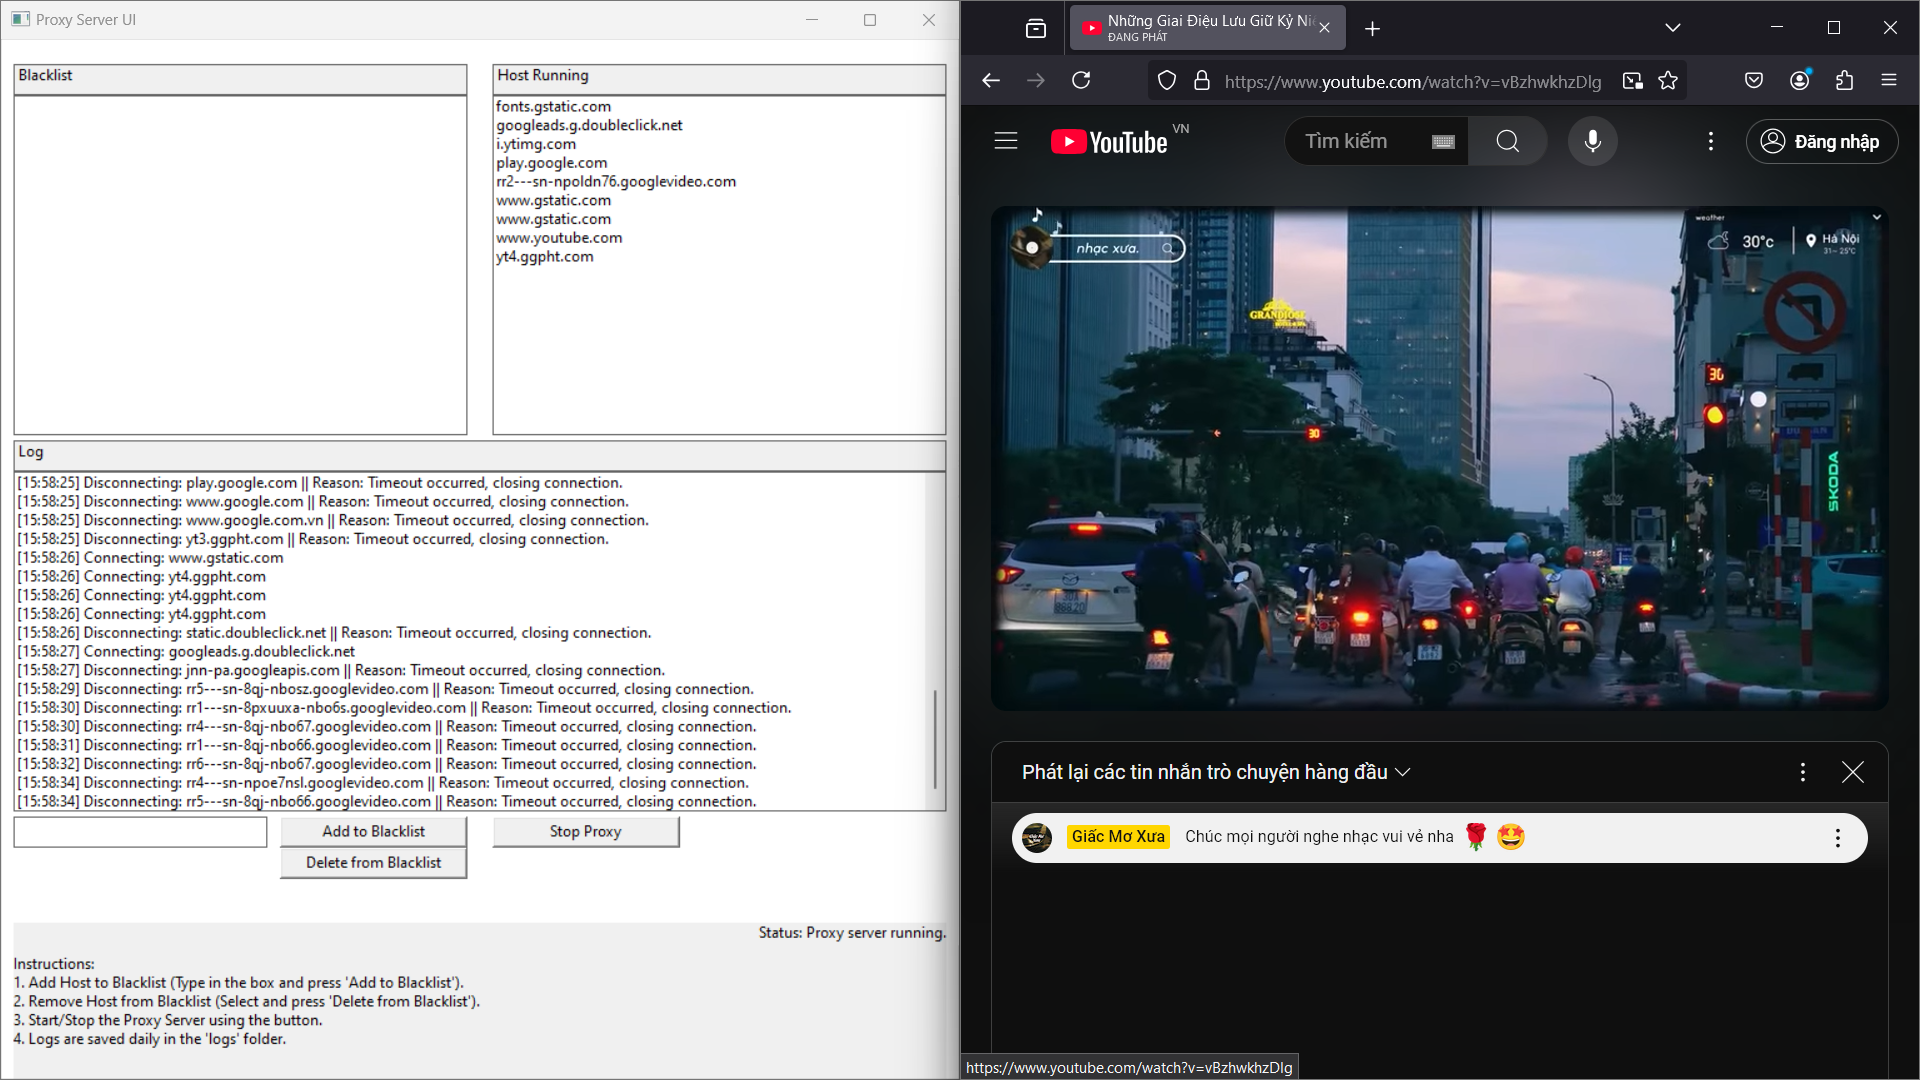 Proxy Server UI
Blacklist
Host Running
fonts.gstatic.com
googleads.g.doubleclick.net
i.ytimg.com
play.google.com
rr2---sn-npoldn76.googlevideo.com
www.gstatic.com
www.gstatic.com
www.youtube.com
yt4.ggpht.com
Log
[15:58:25] Disconnecting: play.google.com || Reason: Timeout occurred, closing connection.
[15:58:25] Disconnecting: www.google.com || Reason: Timeout occurred, closing connection.
[15:58:25] Disconnecting: www.google.com.vn || Reason: Timeout occurred, closing connection.
[15:58:25] Disconnecting: yt3.ggpht.com || Reason: Timeout occurred, closing connection.
[15:58:26] Connecting: www.gstatic.com
[15:58:26] Connecting: yt4.ggpht.com
[15:58:26] Connecting: yt4.ggpht.com
[15:58:26] Connecting: yt4.ggpht.com
[15:58:26] Disconnecting: static.doubleclick.net || Reason: Timeout occurred, closing connection.
[15:58:27] Connecting: googleads.g.doubleclick.net
[15:58:27] Disconnecting: jnn-pa.googleapis.com || Reason: Timeout occurred, closing connection.
[15:58:29] Disconnecting: rr5---sn-8qj-nbosz.googlevideo.com || Reason: Timeout occurred, closing connection.
[15:58:30] Disconnecting: rr1---sn-8pxuuxa-nbo6s.googlevideo.com || Reason: Timeout occurred, closing connection.
[15:58:30] Disconnecting: rr4---sn-8qj-nbo67.googlevideo.com || Reason: Timeout occurred, closing connection.
[15:58:31] Disconnecting: rr1---sn-8qj-nbo66.googlevideo.com || Reason: Timeout occurred, closing connection.
[15:58:32] Disconnecting: rr6---sn-8qj-nbo67.googlevideo.com || Reason: Timeout occurred, closing connection.
[15:58:34] Disconnecting: rr4---sn-npoe7nsl.googlevideo.com || Reason: Timeout occurred, closing connection.
[15:58:34] Disconnecting: rr5---sn-8qj-nbo66.googlevideo.com || Reason: Timeout occurred, closing connection.
Add to Blacklist
Stop Proxy
Delete from Blacklist
Status: Proxy server running.
Instructions:
1. Add Host to Blacklist (Type in the box and press 'Add to Blacklist').
2. Remove Host from Blacklist (Select and press 'Delete from Blacklist').
3. Start/Stop the Proxy Server using the button.
4. Logs are saved daily in the 'logs' folder.
Những Giai Điệu Lưu Giữ Kỷ Ni
ĐANG PHÁT
https://www.youtube.com/watch?v=vBzhwkhzDlg
YouTube VN
Tìm kiếm
Đăng nhập
nhạc xưa.
weather
30°c
Hà Nội
31 - 25°C
GRANDIOSE
30
30
SKODA
Phát lại các tin nhắn trò chuyện hàng đầu
Giấc Mơ Xưa Chúc mọi người nghe nhạc vui vẻ nha
https://www.youtube.com/watch?v=vBzhwkhzDlg